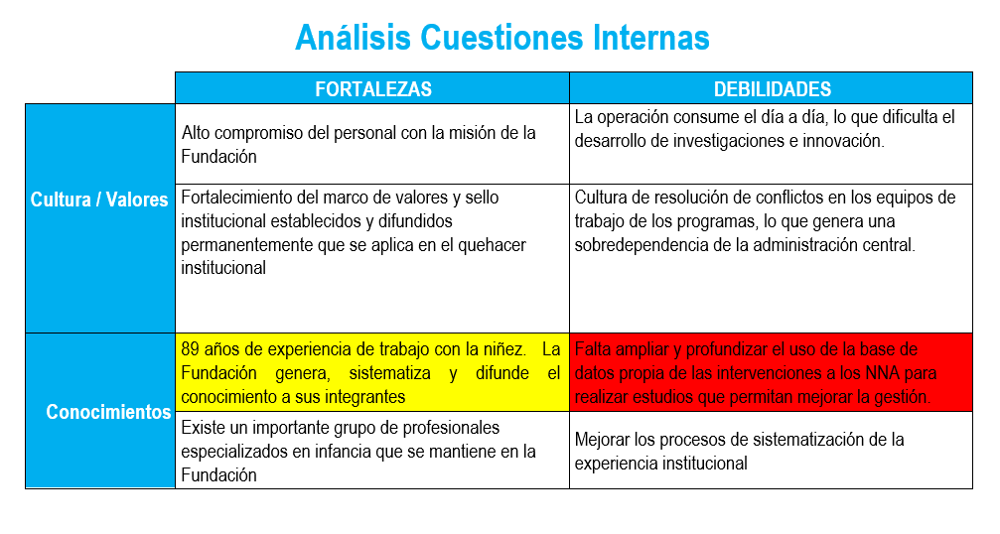 Análisis Cuestiones Internas
FORTALEZAS
DEBILIDADES
Cultura / Valores
Alto compromiso del personal con la misión de la
Fundación
La operación consume el día a día, lo que dificulta el
desarrollo de investigaciones e innovación.
Fortalecimiento del marco de valores y sello
institucional establecidos y difundidos
permanentemente que se aplica en el quehacer
institucional
Cultura de resolución de conflictos en los equipos de
trabajo de los programas, lo que genera una
sobredependencia de la administración central.
Conocimientos
89 años de experiencia de trabajo con la niñez. La
Fundación genera, sistematiza y difunde el
conocimiento a sus integrantes
Falta ampliar y profundizar el uso de la base de
datos propia de las intervenciones a los NNA para
realizar estudios que permitan mejorar la gestión.
Existe un importante grupo de profesionales
especializados en infancia que se mantiene en la
Fundación
Mejorar los procesos de sistematización de la
experiencia institucional